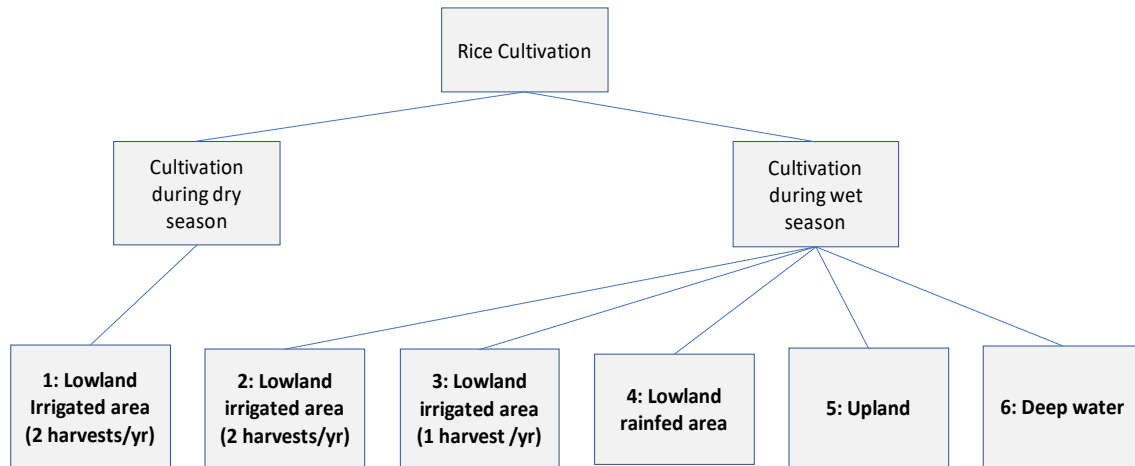 Rice Cultivation
Cultivation
during dry
season
Cultivation
during wet
season
1: Lowland
Irrigated area
(2 harvests/yr)
2: Lowland
irrigated area
(2 harvests/yr)
3: Lowland
irrigated area
(1 harvest /yr)
4: Lowland
rainfed area
5: Upland
6: Deep water